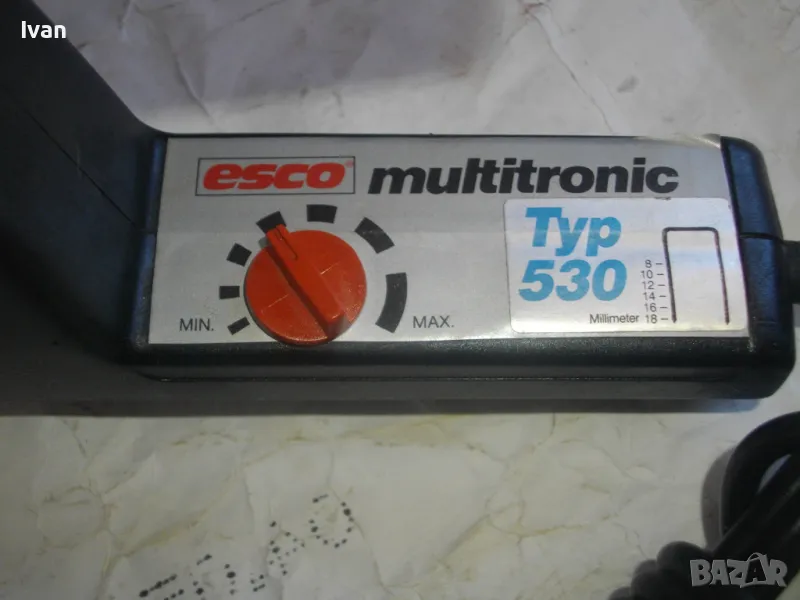 Ivan
esco® multitronic
Typ
530
8 -
10 -
12 -
14 -
16 -
Millimeter 18 -
MIN.
MAX.
BAZAR